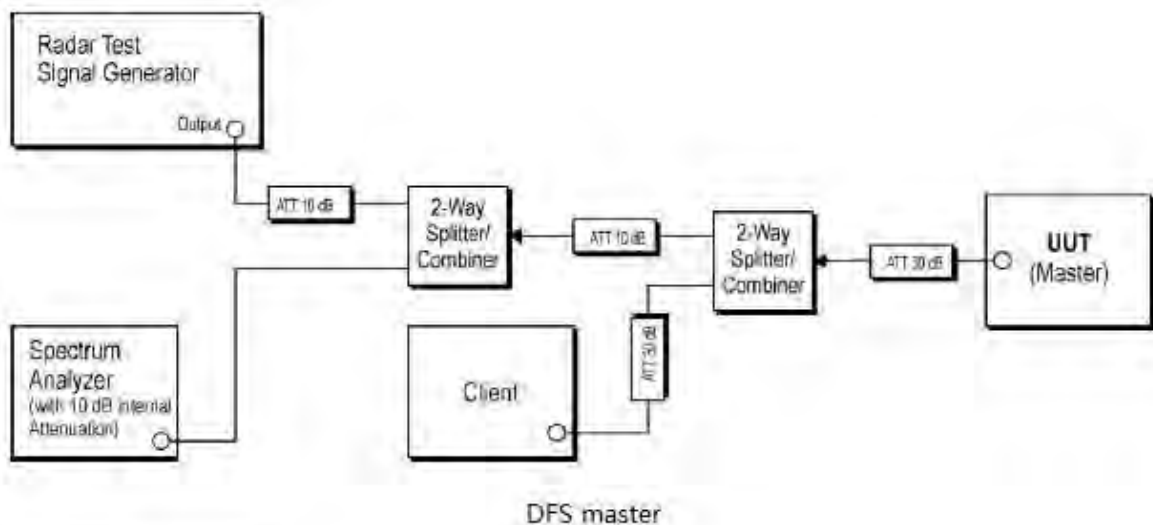 Radar Test
Signal Generator
Output
ATT 10 dB
2-Way
Splitter/
Combiner
ATT 10 dB
2-Way
Splitter/
Combiner
ATT 30 dB
UUT
(Master)
Spectrum
Analyzer
(with 10 dB Internal
Attenuation)
Client
ATT 30 dB
DFS master